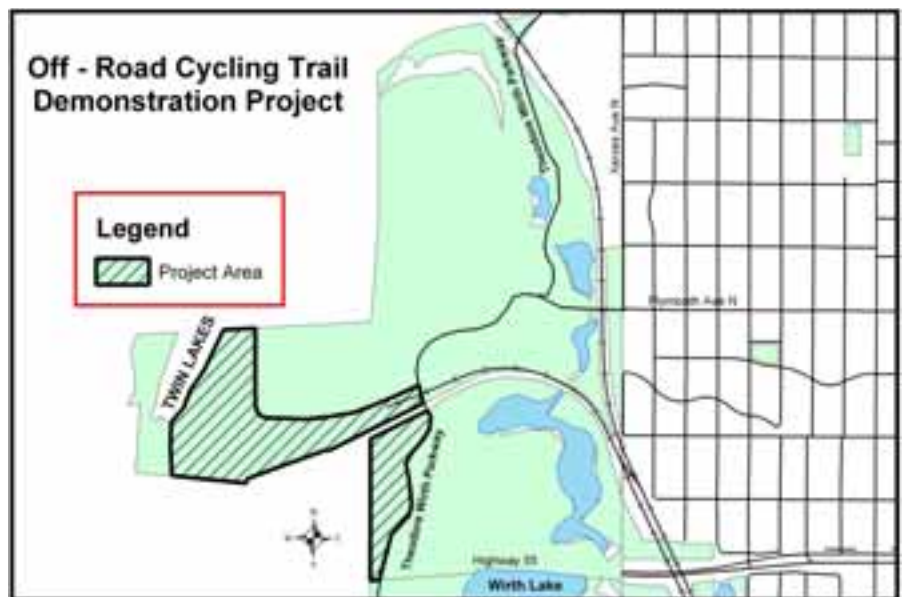 Off - Road Cycling Trail
Demonstration Project
Theodore Wirth Parkway
Xerxes Ave N
Legend
Project Area
Plymouth Ave N
TWIN LAKES
Theodore Wirth Parkway
Highway 55
Wirth Lake